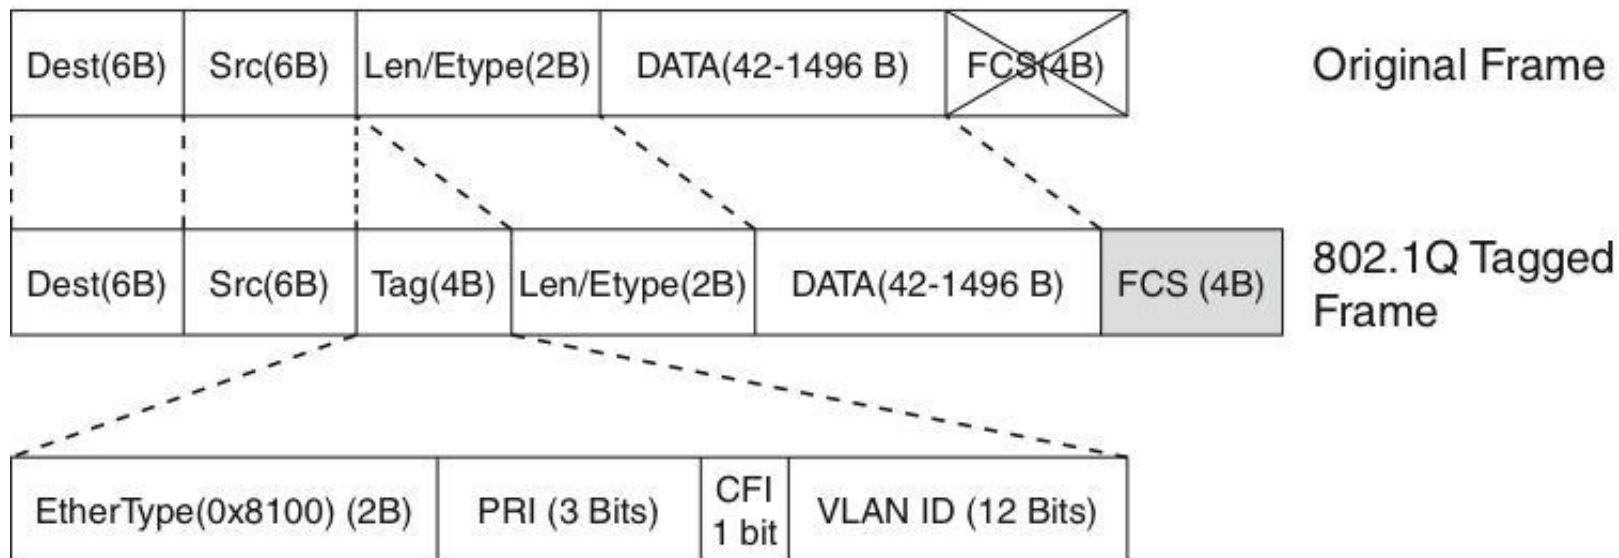 Dest(6B) Src(6B) Len/Etype(2B) DATA(42-1496 B) FCS(4B) Original Frame
Dest(6B) Src(6B) Tag(4B) Len/Etype(2B) DATA(42-1496 B) FCS (4B) 802.1Q Tagged
Frame
EtherType(0x8100) (2B) PRI (3 Bits) CFI
1 bit VLAN ID (12 Bits)